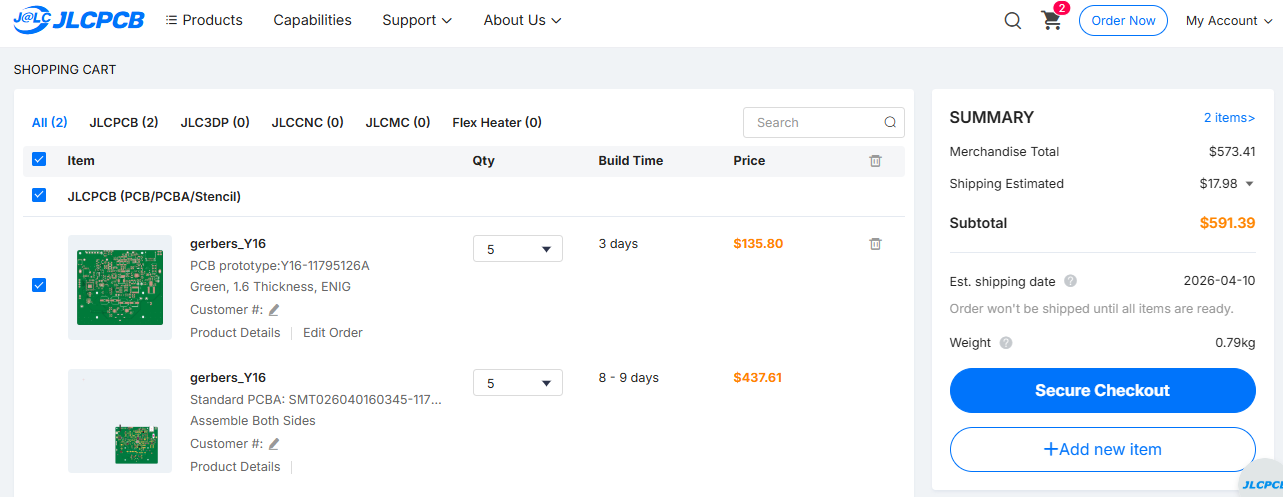 J@LC JLCPCB
Products
Capabilities
Support
About Us
2
Order Now
My Account
SHOPPING CART
All (2)
JLCPCB (2)
JLC3DP (0)
JLCCNC (0)
JLCMC (0)
Flex Heater (0)
Search
Item
Qty
Build Time
Price
JLCPCB (PCB/PCBA/Stencil)
gerbers_Y16
5
3 days
$135.80
PCB prototype:Y16-11795126A
Green, 1.6 Thickness, ENIG
Customer #:
Product Details
Edit Order
gerbers_Y16
5
8 - 9 days
$437.61
Standard PCBA: SMT026040160345-117...
Assemble Both Sides
Customer #:
Product Details
SUMMARY
2 items>
Merchandise Total
$573.41
Shipping Estimated
$17.98
Subtotal
$591.39
Est. shipping date ?
2026-04-10
Order won't be shipped until all items are ready.
Weight ?
0.79kg
Secure Checkout
+Add new item
JLCPCB